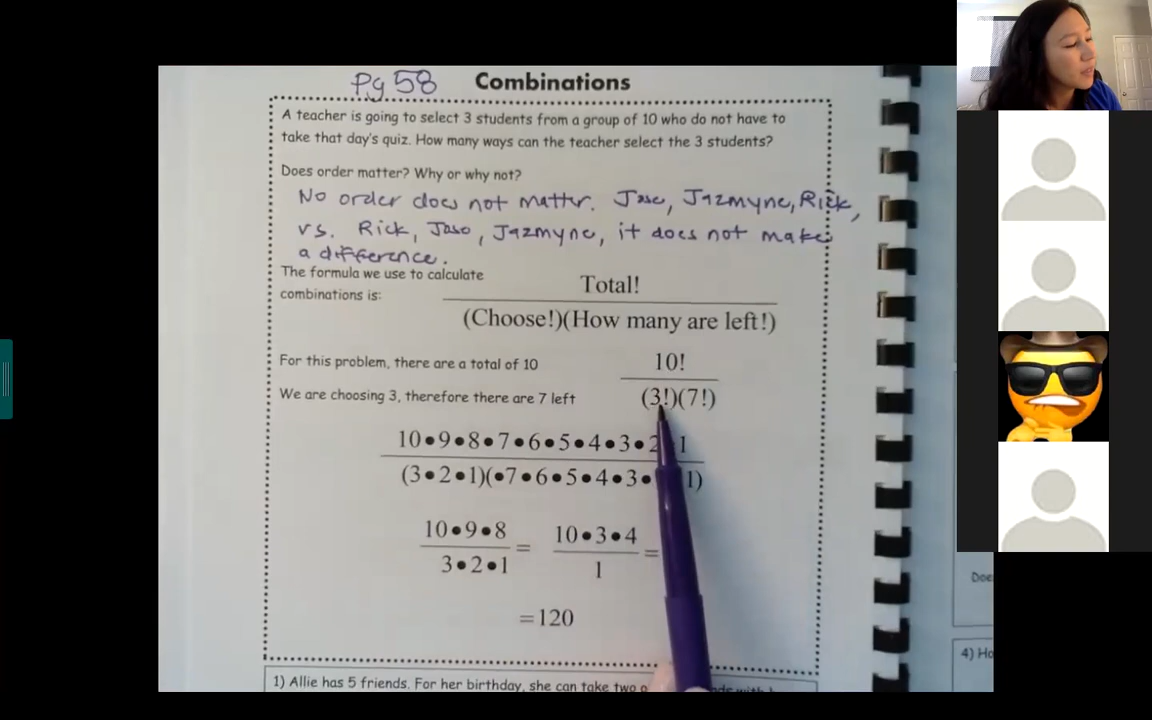 Pg 58 Combinations
A teacher is going to select 3 students from a group of 10 who do not have to
take that day's quiz. How many ways can the teacher select the 3 students?
Does order matter? Why or why not?
No order does not matter. Jose, Jazmyne, Rick,
vs. Rick, Jose, Jazmyne, it does not make
a difference.
The formula we use to calculate
combinations is:
Total!
(Choose!)(How many are left!)
For this problem, there are a total of 10
10!
We are choosing 3, therefore there are 7 left
(3!)(7!)
10•9•8•7•6•5•4•3•2 1
(3•2•1)(•7•6•5•4•3• 1)
10•9•8
3•2•1
=
10•3•4
1
=
=120
1) Allie has 5 friends. For her birthday, she can take two
4) Ho